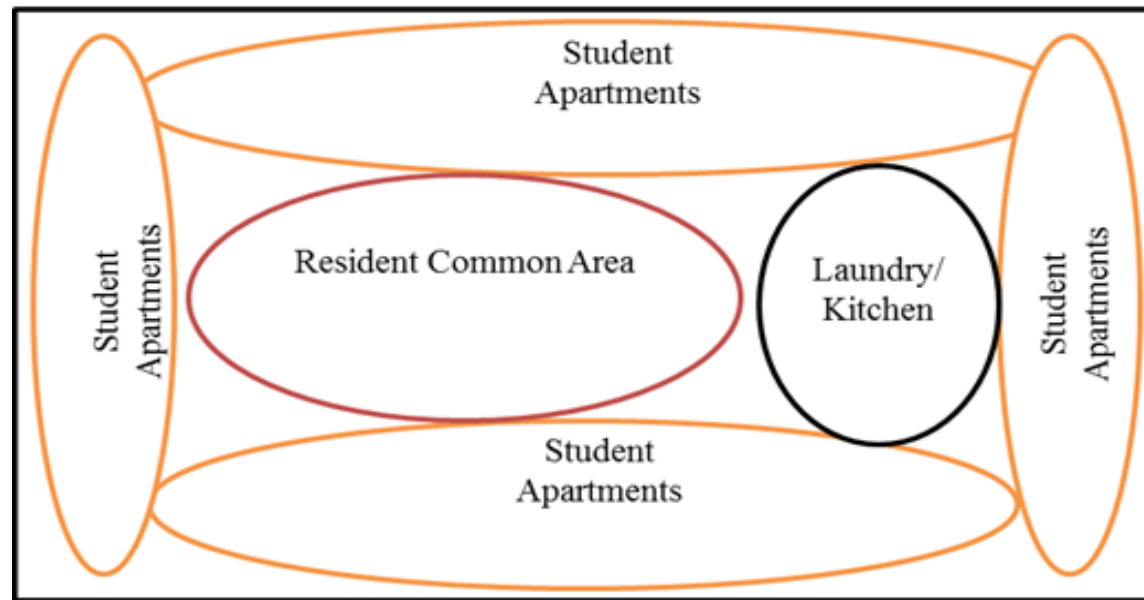 Student
Apartments
Student
Apartments
Resident Common Area
Laundry/
Kitchen
Student
Apartments
Student
Apartments